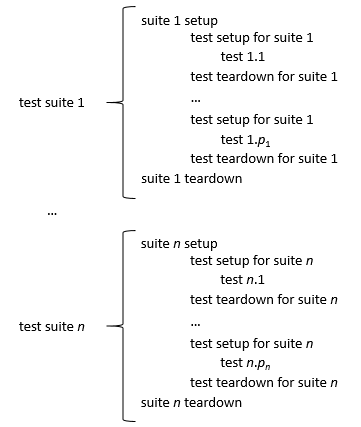 suite 1 setup
test setup for suite 1
test 1.1
test teardown for suite 1
test suite 1
...
test setup for suite 1
test 1.p₁
test teardown for suite 1
suite 1 teardown
...
suite n setup
test setup for suite n
test n.1
test teardown for suite n
test suite n
...
test setup for suite n
test n.pₙ
test teardown for suite n
suite n teardown